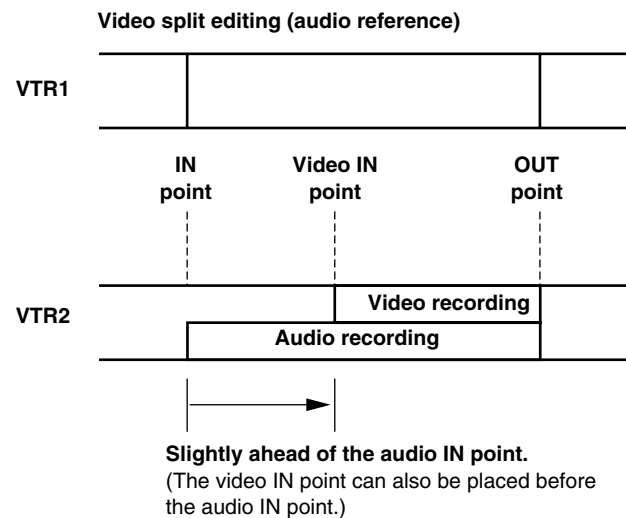 Video split editing (audio reference)
VTR1
IN point
Video IN point
OUT point
VTR2
Video recording
Audio recording
Slightly ahead of the audio IN point.
(The video IN point can also be placed before
the audio IN point.)